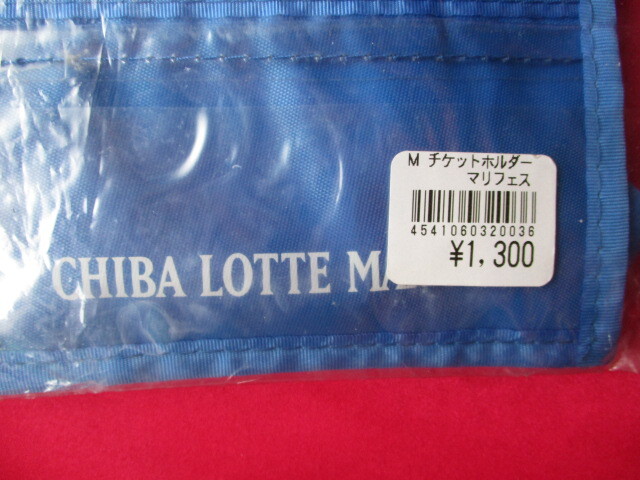 M チケットホルダー
マリフェス
4541060320036
¥1,300
CHIBA LOTTE MA